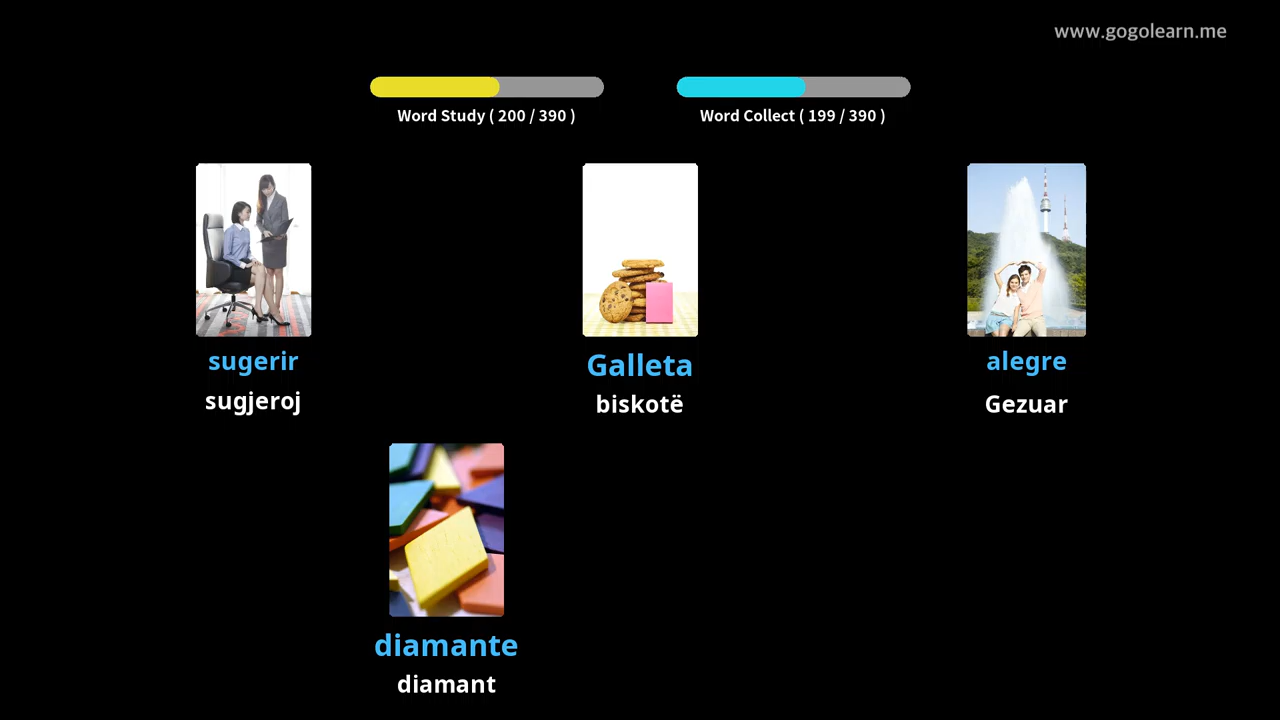 www.gogolearn.me
Word Study ( 200 / 390 )
Word Collect ( 199 / 390 )
sugerir
sugjeroj
Galleta
biskotë
alegre
Gezuar
diamante
diamant